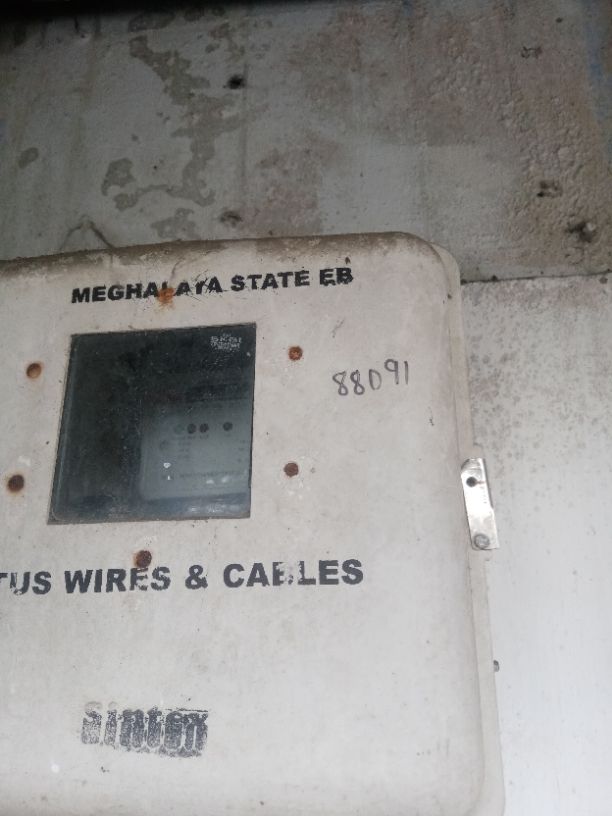 MEGHALAYA STATE EB
88091
TUS WIRES & CABLES
Sintex